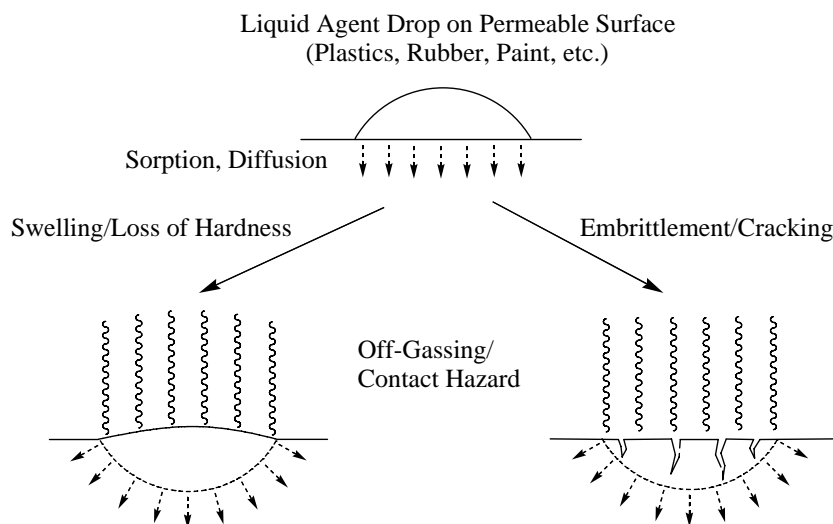 Liquid Agent Drop on Permeable Surface
(Plastics, Rubber, Paint, etc.)
Sorption, Diffusion
Swelling/Loss of Hardness
Embrittlement/Cracking
Off-Gassing/
Contact Hazard